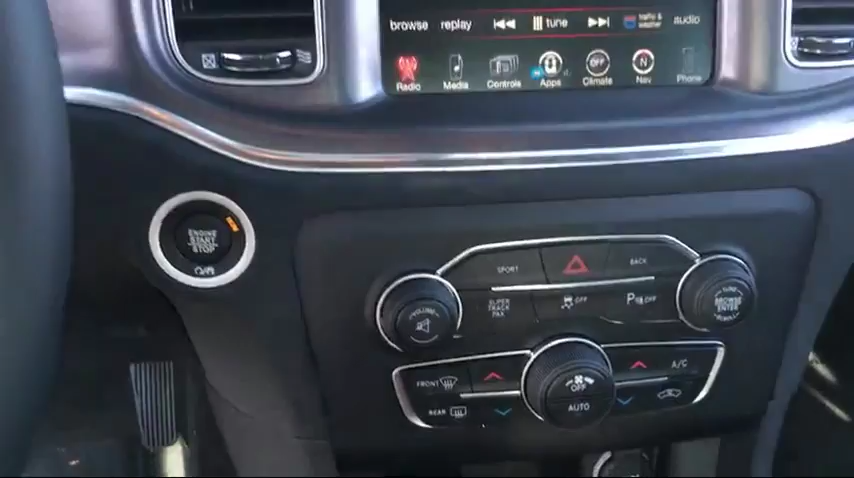 browse replay tune traffic & weather audio
Radio Media Controls Apps OFF Climate N Nav Phone
ENGINE
START
STOP
SPORT BACK
SUPER
TRACK
PAK
OFF P OFF
VOLUME
TUNE
BROWSE
ENTER
SCROLL
FRONT A/C
OFF
AUTO
REAR